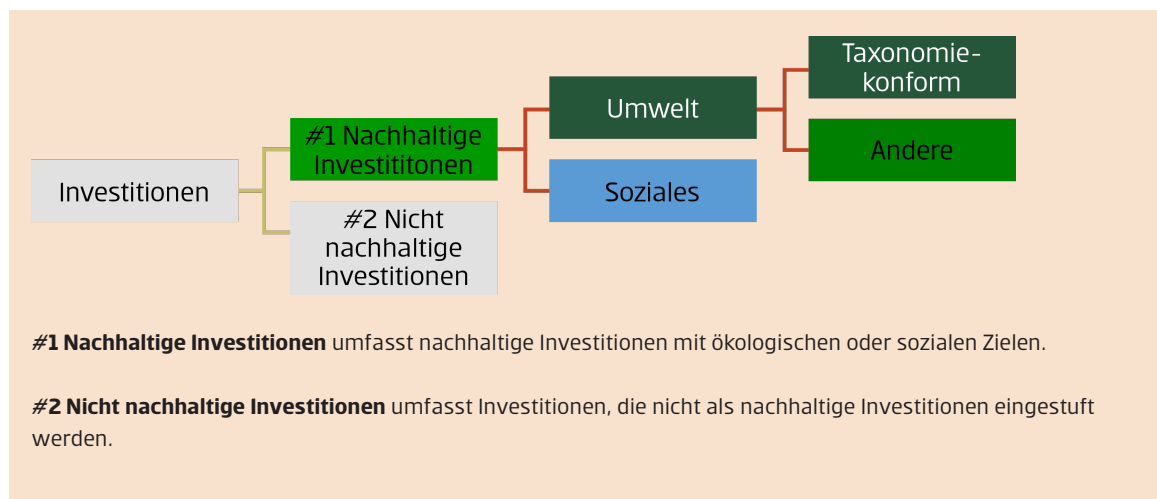 Taxonomie-
konform
Umwelt
Andere
#1 Nachhaltige
Investititonen
Investitionen
Soziales
#2 Nicht
nachhaltige
Investitionen
#1 Nachhaltige Investitionen umfasst nachhaltige Investitionen mit ökologischen oder sozialen Zielen.
#2 Nicht nachhaltige Investitionen umfasst Investitionen, die nicht als nachhaltige Investitionen eingestuft
werden.